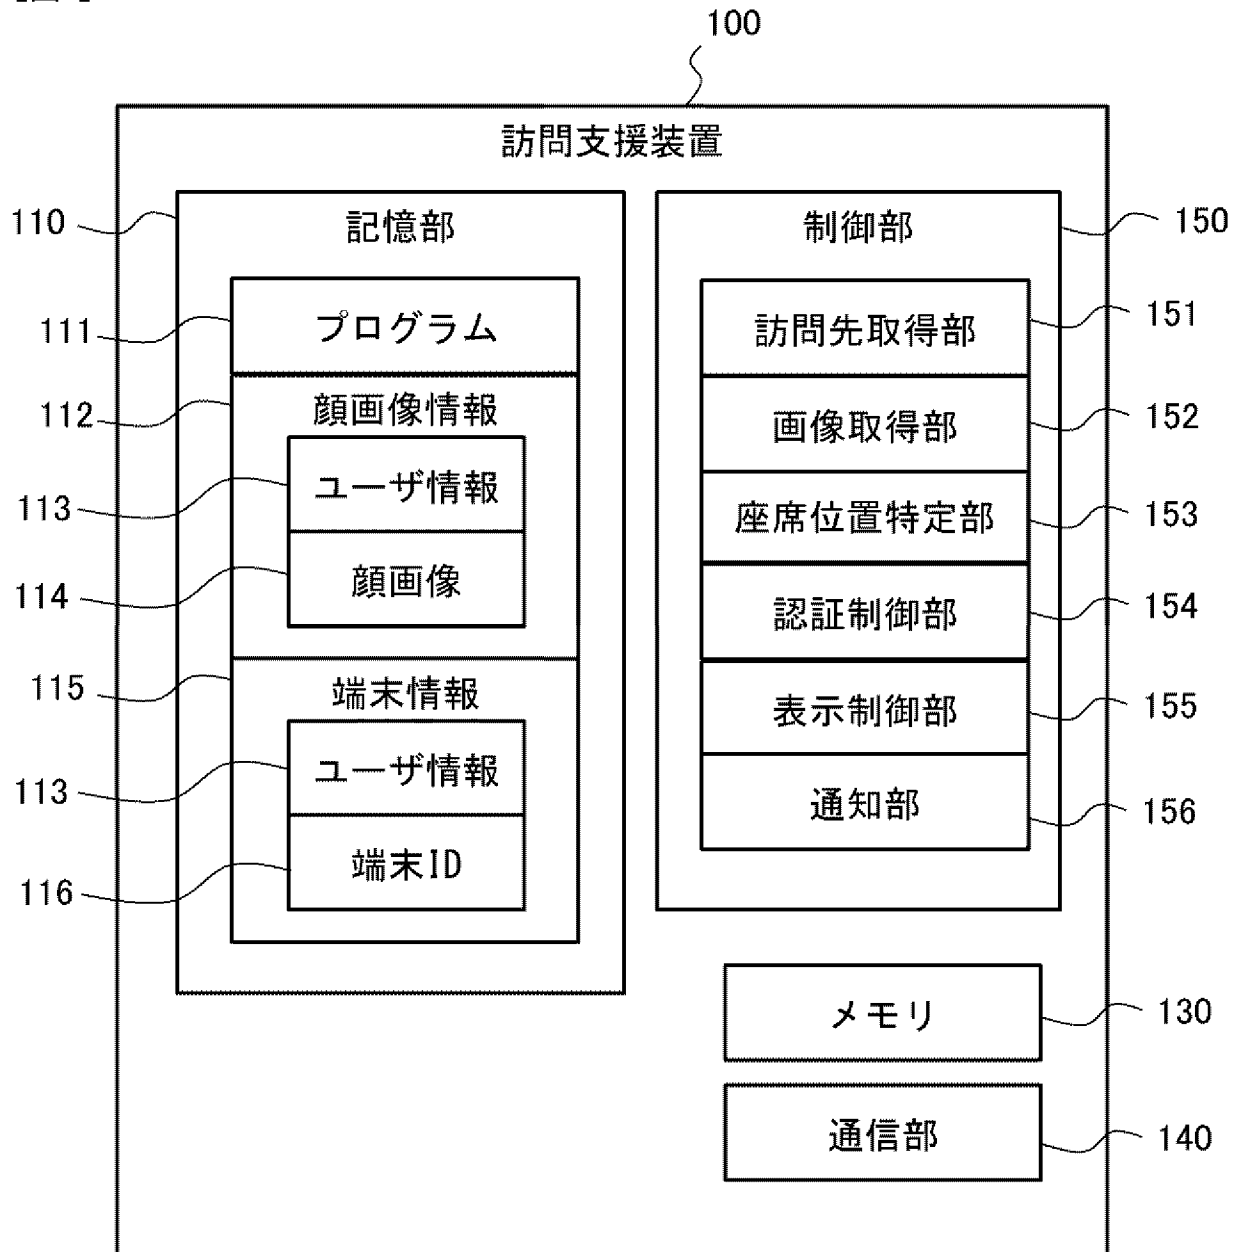 100
訪問支援装置
110
記憶部
111
プログラム
112
顔画像情報
113
ユーザ情報
114
顔画像
115
端末情報
113
ユーザ情報
116
端末ID
制御部
150
訪問先取得部
151
画像取得部
152
座席位置特定部
153
認証制御部
154
表示制御部
155
通知部
156
メモリ
130
通信部
140